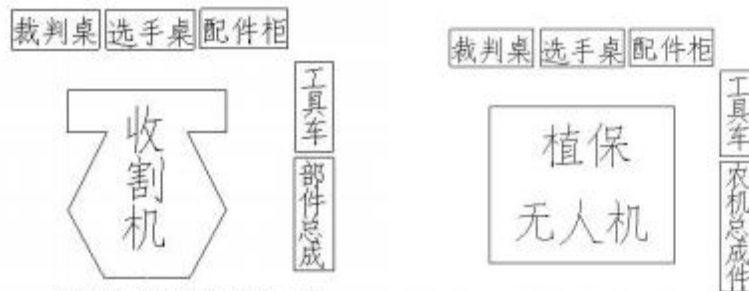 裁判桌 选手桌 配件柜
工具车
收割机
部件总成
裁判桌 选手桌 配件柜
工具车
植保
无人机
农机总成件